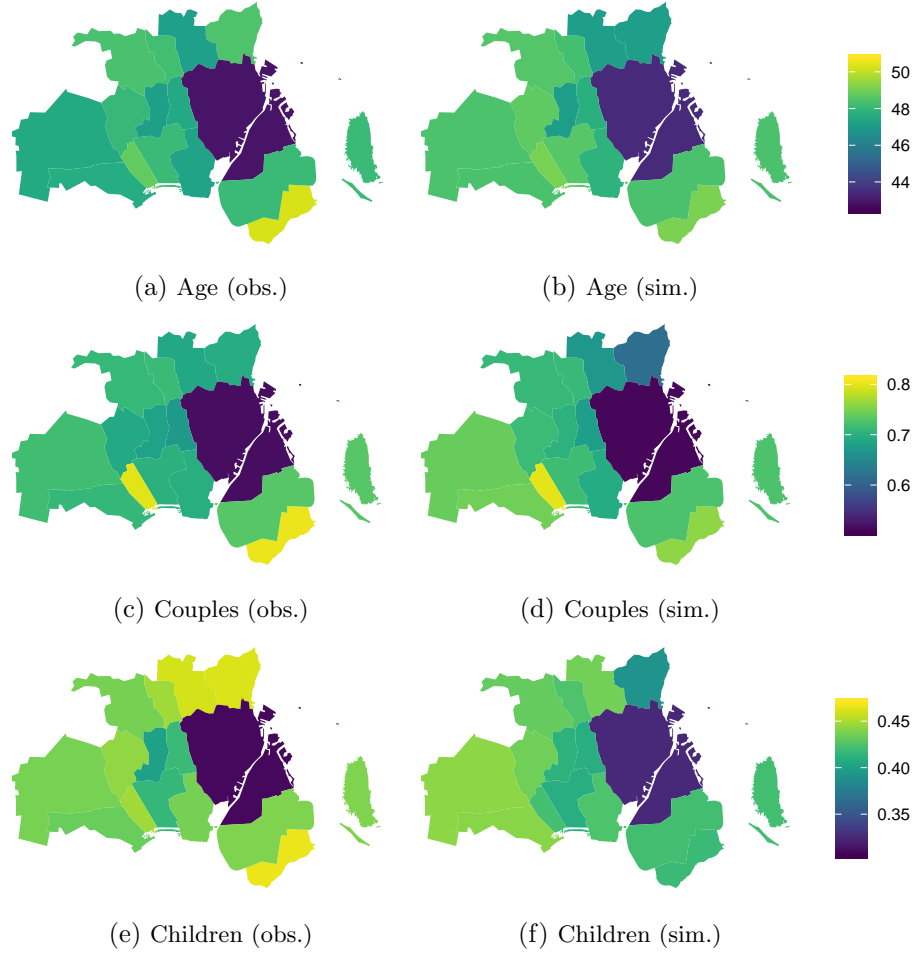 50
48
46
44
(a) Age (obs.)
(b) Age (sim.)
0.8
0.7
0.6
(c) Couples (obs.)
(d) Couples (sim.)
0.45
0.40
0.35
(e) Children (obs.)
(f) Children (sim.)